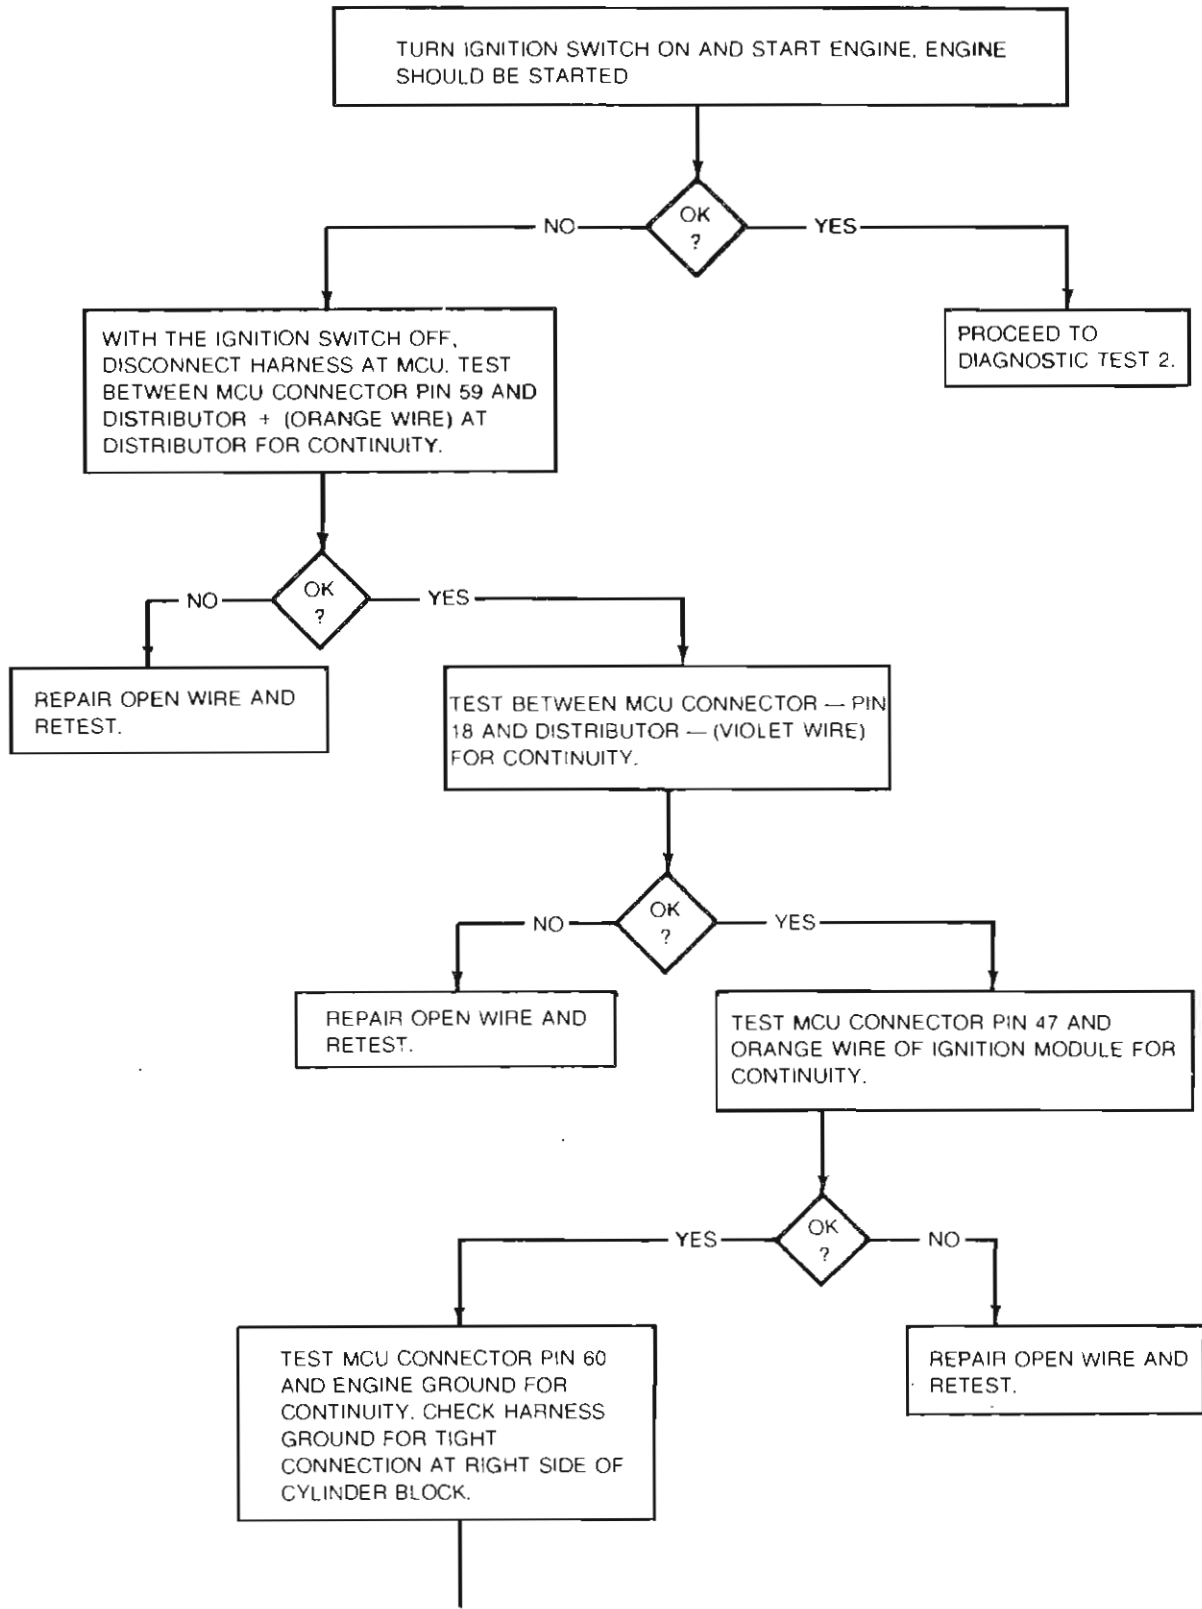 TURN IGNITION SWITCH ON AND START ENGINE, ENGINE
SHOULD BE STARTED
OK
?
NO
YES
WITH THE IGNITION SWITCH OFF,
DISCONNECT HARNESS AT MCU. TEST
BETWEEN MCU CONNECTOR PIN 59 AND
DISTRIBUTOR + (ORANGE WIRE) AT
DISTRIBUTOR FOR CONTINUITY.
PROCEED TO
DIAGNOSTIC TEST 2.
OK
?
NO
YES
REPAIR OPEN WIRE AND
RETEST.
TEST BETWEEN MCU CONNECTOR — PIN
18 AND DISTRIBUTOR — (VIOLET WIRE)
FOR CONTINUITY.
OK
?
NO
YES
REPAIR OPEN WIRE AND
RETEST.
TEST MCU CONNECTOR PIN 47 AND
ORANGE WIRE OF IGNITION MODULE FOR
CONTINUITY.
OK
?
YES
NO
TEST MCU CONNECTOR PIN 60
AND ENGINE GROUND FOR
CONTINUITY. CHECK HARNESS
GROUND FOR TIGHT
CONNECTION AT RIGHT SIDE OF
CYLINDER BLOCK.
REPAIR OPEN WIRE AND
RETEST.